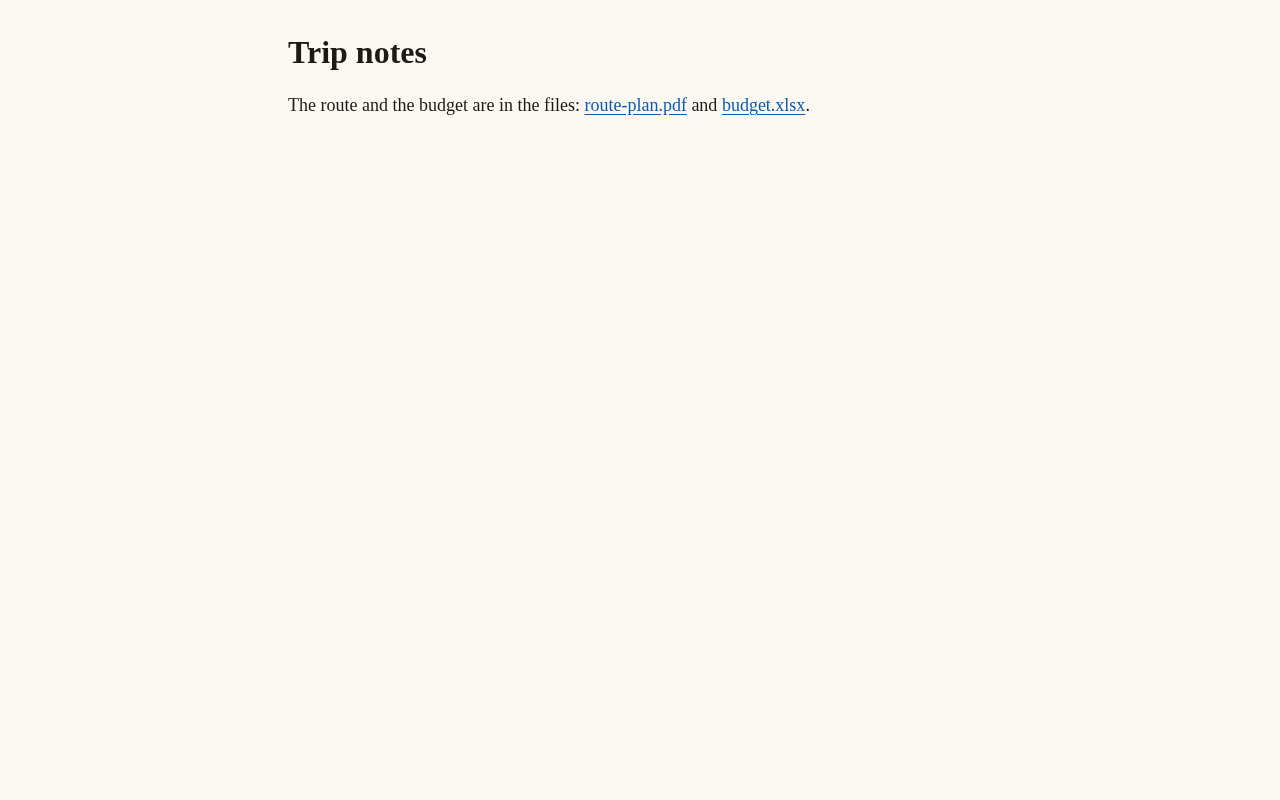 Trip notes
The route and the budget are in the files: route-plan.pdf and budget.xlsx.